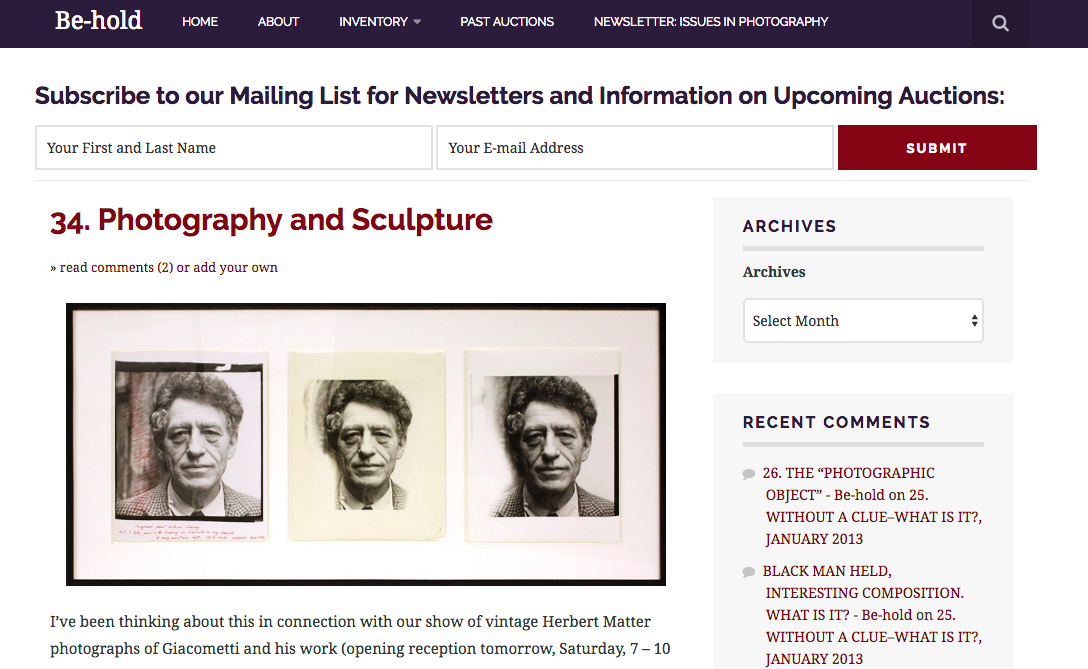 Be-hold
HOME
ABOUT
INVENTORY
PAST AUCTIONS
NEWSLETTER: ISSUES IN PHOTOGRAPHY
Subscribe to our Mailing List for Newsletters and Information on Upcoming Auctions:
Your First and Last Name
Your E-mail Address
SUBMIT
34. Photography and Sculpture
» read comments (2) or add your own
I’ve been thinking about this in connection with our show of vintage Herbert Matter
photographs of Giacometti and his work (opening reception tomorrow, Saturday, 7 – 10
ARCHIVES
Archives
Select Month
RECENT COMMENTS
26. THE “PHOTOGRAPHIC
OBJECT” - Be-hold on 25.
WITHOUT A CLUE–WHAT IS IT?,
JANUARY 2013
BLACK MAN HELD,
INTERESTING COMPOSITION.
WHAT IS IT? - Be-hold on 25.
WITHOUT A CLUE–WHAT IS IT?,
JANUARY 2013